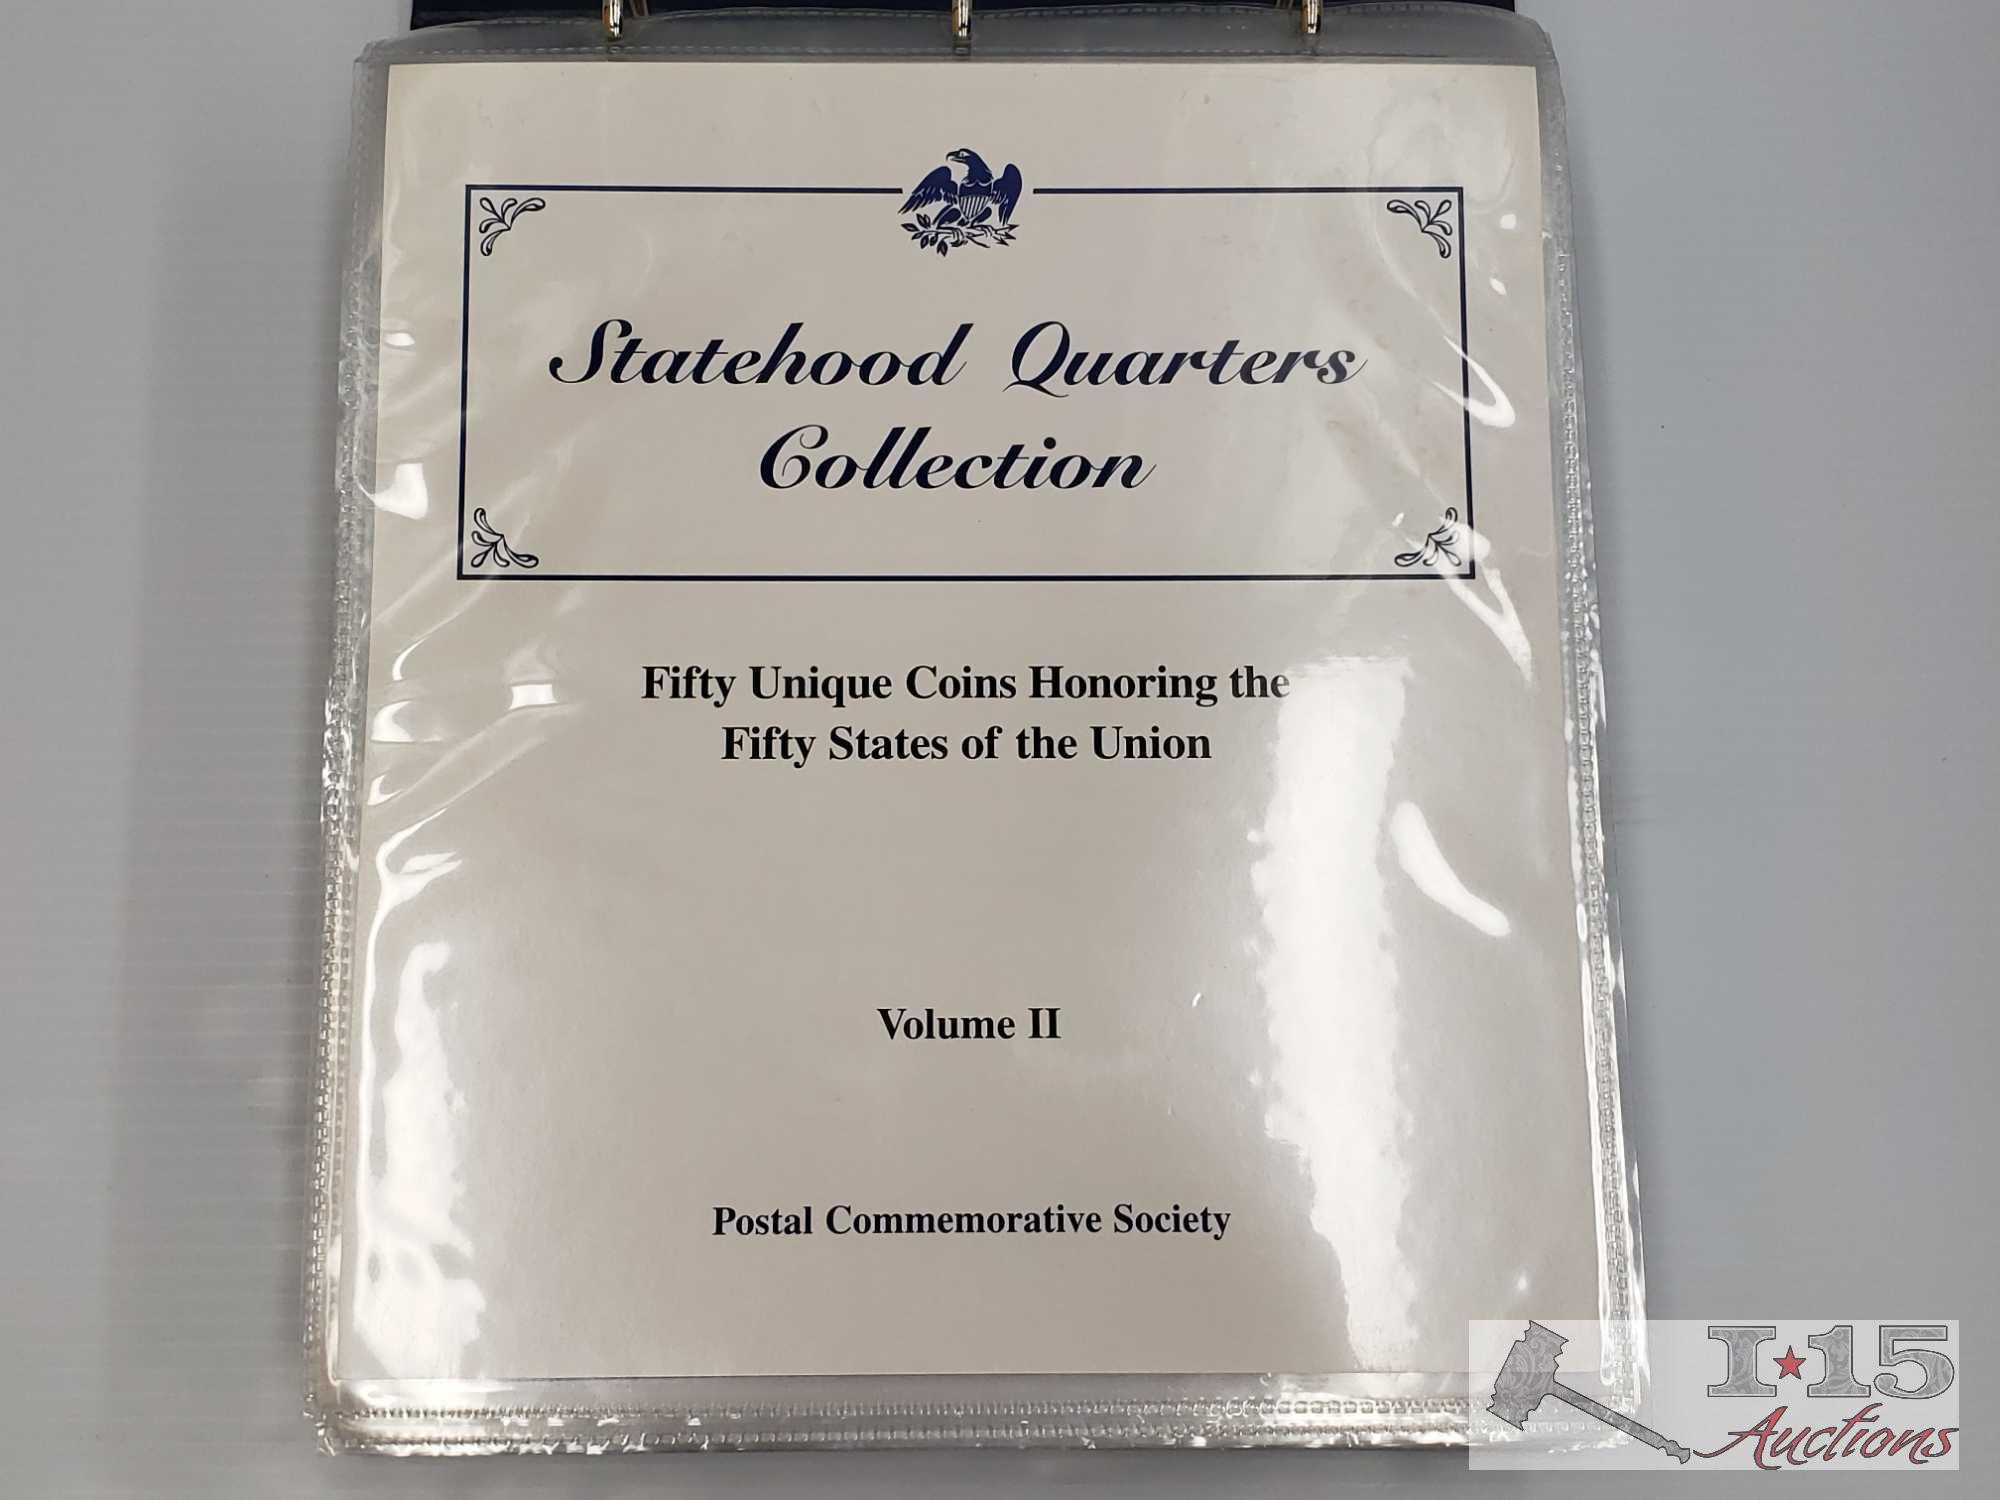 Statehood Quarters
Collection
Fifty Unique Coins Honoring the
Fifty States of the Union
Volume II
Postal Commemorative Society
I★15
Auctions